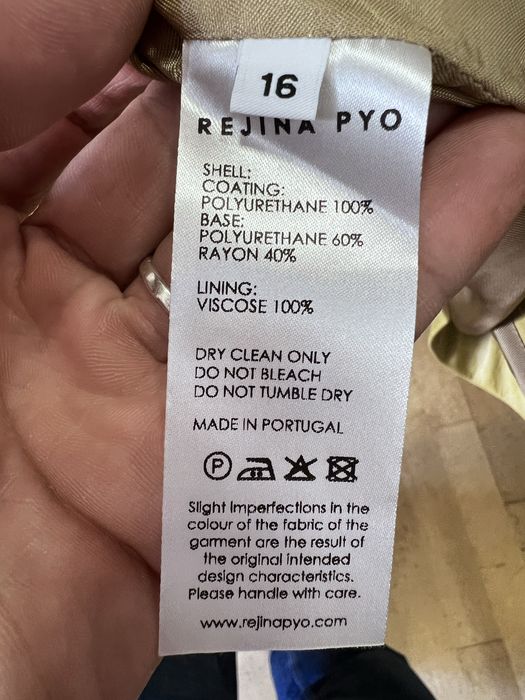 16
REJINA PYO
SHELL:
COATING:
POLYURETHANE 100%
BASE:
POLYURETHANE 60%
RAYON 40%
LINING:
VISCOSE 100%
DRY CLEAN ONLY
DO NOT BLEACH
DO NOT TUMBLE DRY
MADE IN PORTUGAL
P
Slight imperfections in the
colour of the fabric of the
garment are the result of
the original intended
design characteristics.
Please handle with care.
www.rejinapyo.com